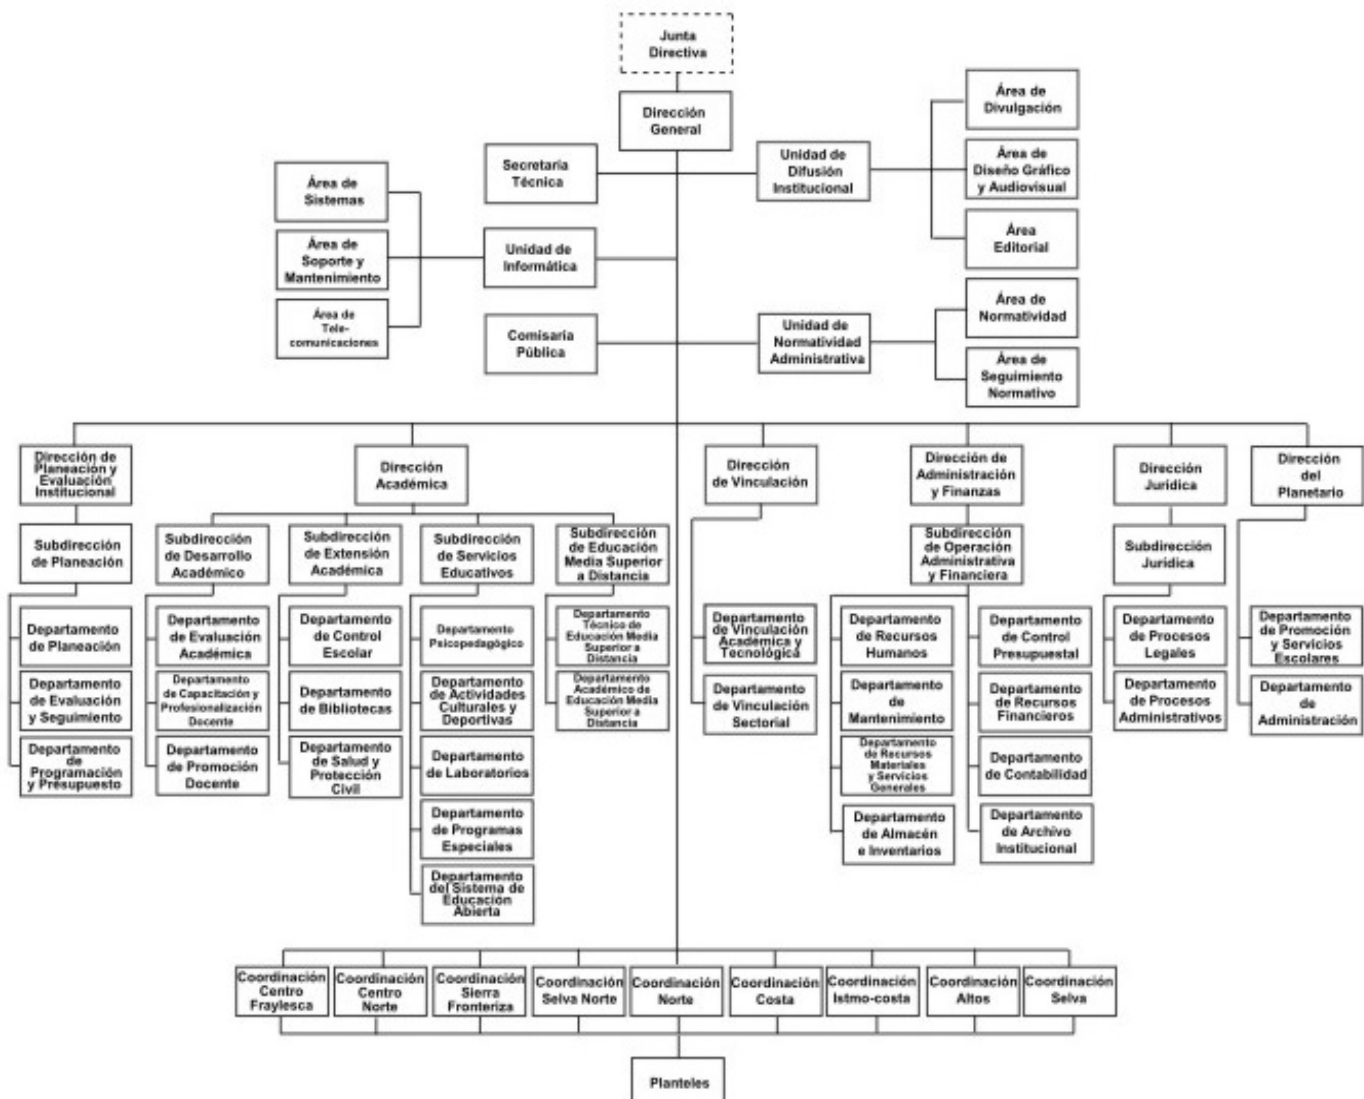 Junta
Directiva
Dirección
General
Secretaria
Técnica
Unidad de
Difusión
Institucional
Área de
Divulgación
Área de
Diseño Gráfico
y Audiovisual
Área
Editorial
Área de
Sistemas
Área de
Soporte y
Mantenimiento
Área de
Tele-
comunicaciones
Unidad de
Informática
Comisaria
Pública
Unidad de
Normatividad
Administrativa
Área de
Normatividad
Área de
Seguimiento
Normativo
Dirección de
Planeación y
Evaluación
Institucional
Dirección
Académica
Dirección
de Vinculación
Dirección de
Administración
y Finanzas
Dirección
Jurídica
Dirección
del
Planetario
Subdirección
de Planeación
Subdirección
de Desarrollo
Académico
Subdirección
de Extensión
Académica
Subdirección
de Servicios
Educativos
Subdirección
de Educación
Media Superior
a Distancia
Subdirección
de Operación
Administrativa
y Financiera
Subdirección
Jurídica
Departamento
de Planeación
Departamento
de Evaluación
y Seguimiento
Departamento
de
Programación
y Presupuesto
Departamento
de Evaluación
Académica
Departamento
de Capacitación y
Profesionalización
Docente
Departamento
de Promoción
Docente
Departamento
de Control
Escolar
Departamento
de Bibliotecas
Departamento
de Salud y
Protección
Civil
Departamento
Psicopedagógico
Departamento
de Actividades
Culturales y
Deportivas
Departamento
de Laboratorios
Departamento
de Programas
Especiales
Departamento
del Sistema de
Educación
Abierta
Departamento
Técnico de
Educación Media
Superior a
Distancia
Departamento
Académico de
Educación Media
Superior a
Distancia
Departamento
de Vinculación
Académica y
Tecnológica
Departamento
de Vinculación
Sectorial
Departamento
de Recursos
Humanos
Departamento
de
Mantenimiento
Departamento
de Recursos
Materiales
y Servicios
Generales
Departamento
de Almacén
e Inventarios
Departamento
de Control
Presupuestal
Departamento
de Recursos
Financieros
Departamento
de Contabilidad
Departamento
de Archivo
Institucional
Departamento
de Procesos
Legales
Departamento
de Procesos
Administrativos
Departamento
de Promoción
y Servicios
Escolares
Departamento
de
Administración
Coordinación
Centro
Fraylesca
Coordinación
Centro
Norte
Coordinación
Sierra
Fronteriza
Coordinación
Selva Norte
Coordinación
Norte
Coordinación
Costa
Coordinación
Istmo-costa
Coordinación
Altos
Coordinación
Selva
Planteles